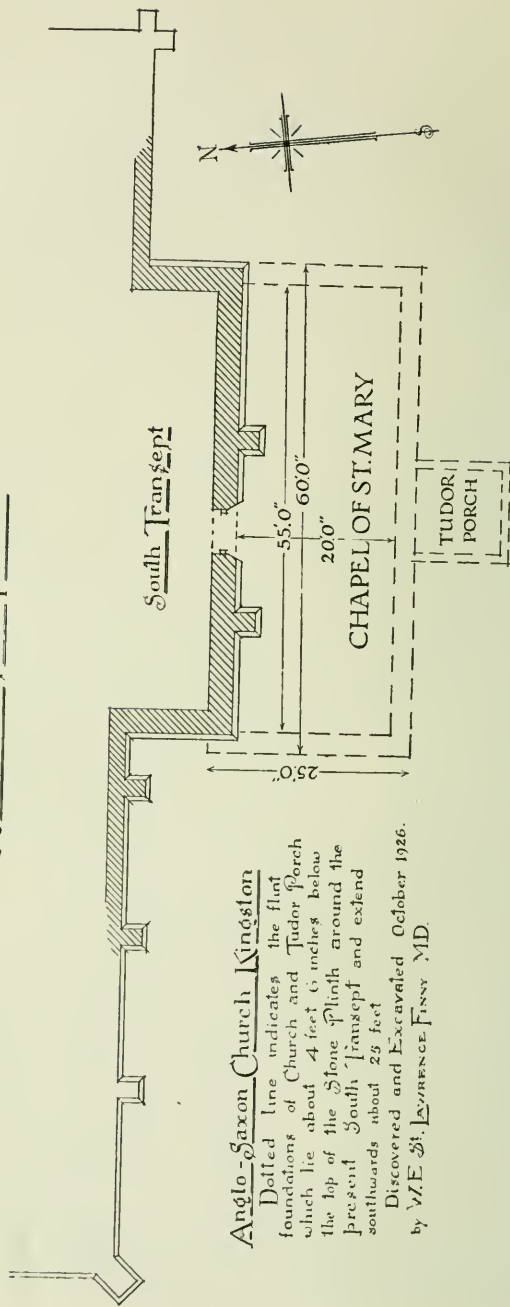 South Transept
N
S
55'.0"
60'.0"
20'.0"
25'.0"
CHAPEL OF ST. MARY
TUDOR
PORCH
Anglo-Saxon Church Kingston
Dotted line indicates the flint
foundations of Church and Tudor Porch
which lie about 4 feet 6 inches below
the top of the Stone Plinth around the
present South Transept and extend
southwards about 25 feet
Discovered and Excavated October 1926.
by W.E. St. LAWRENCE FINNY M.D.